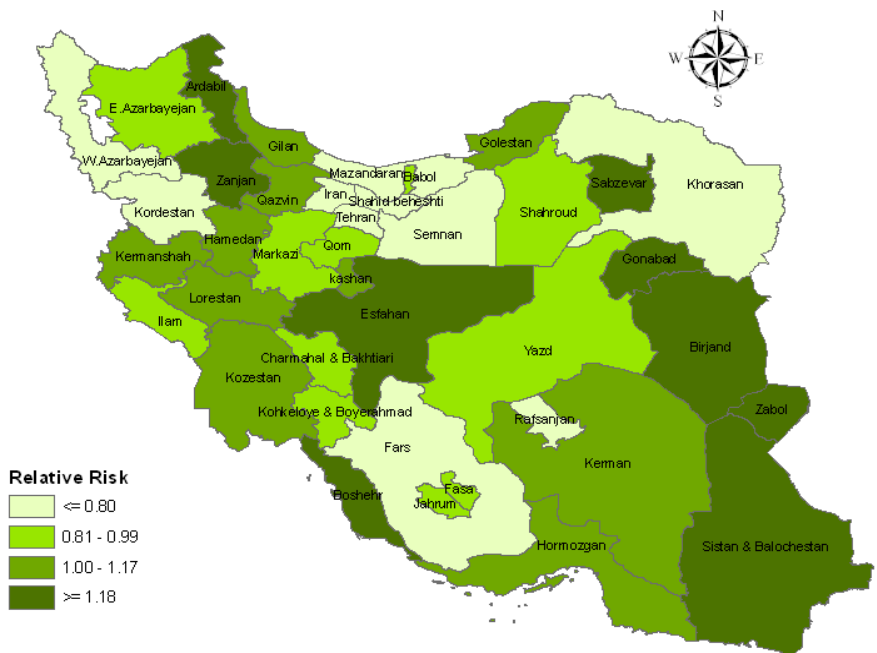 N
W
E
S
Ardabil
E.Azarbayejan
Gilan
Golestan
W.Azarbayejan
Mazandaran
Babol
Zanjan
Sabzevar
Khorasan
Qazvin
Iran
Shahid beheshti
Kordestan
Shahroud
Tehran
Semnan
Hamedan
Qom
Markazi
Kermanshah
Gonabad
kashan
Lorestan
Esfahan
Ilam
Birjand
Yazd
Charmahal & Bakhtiari
Kozestan
Kohkeloye & Boyerahmad
Zabol
Rafsanjan
Fars
Kerman
Relative Risk
Boshehr
Fasa
Jahrum
<= 0.80
0.81 - 0.99
Hormozgan
Sistan & Balochestan
1.00 - 1.17
>= 1.18